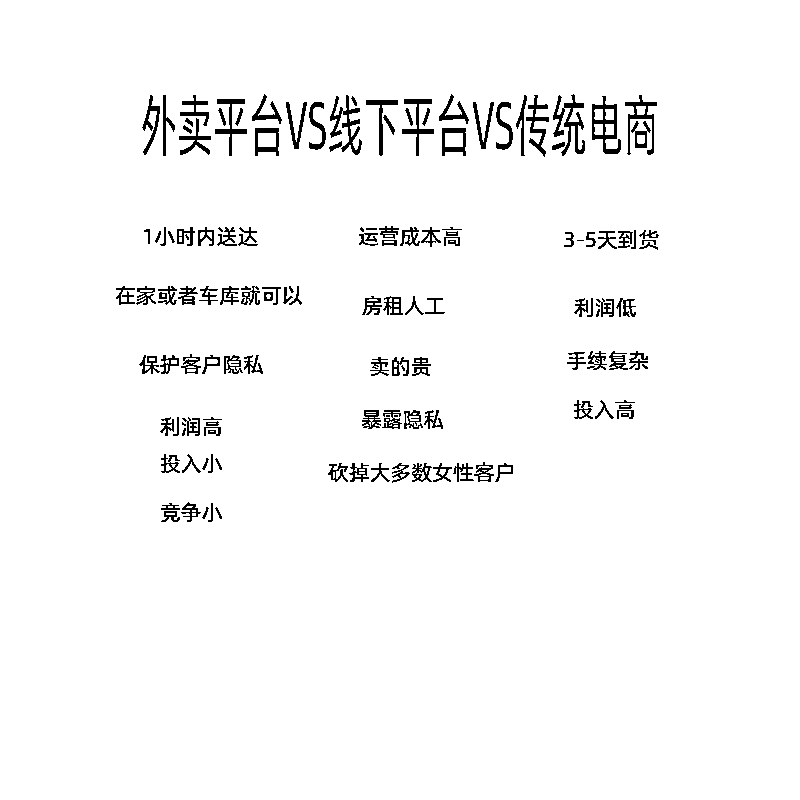 外卖平台VS线下平台VS传统电商
1小时内送达
在家或者车库就可以
保护客户隐私
利润高
投入小
竞争小
运营成本高
房租人工
卖的贵
暴露隐私
砍掉大多数女性客户
3-5天到货
利润低
手续复杂
投入高